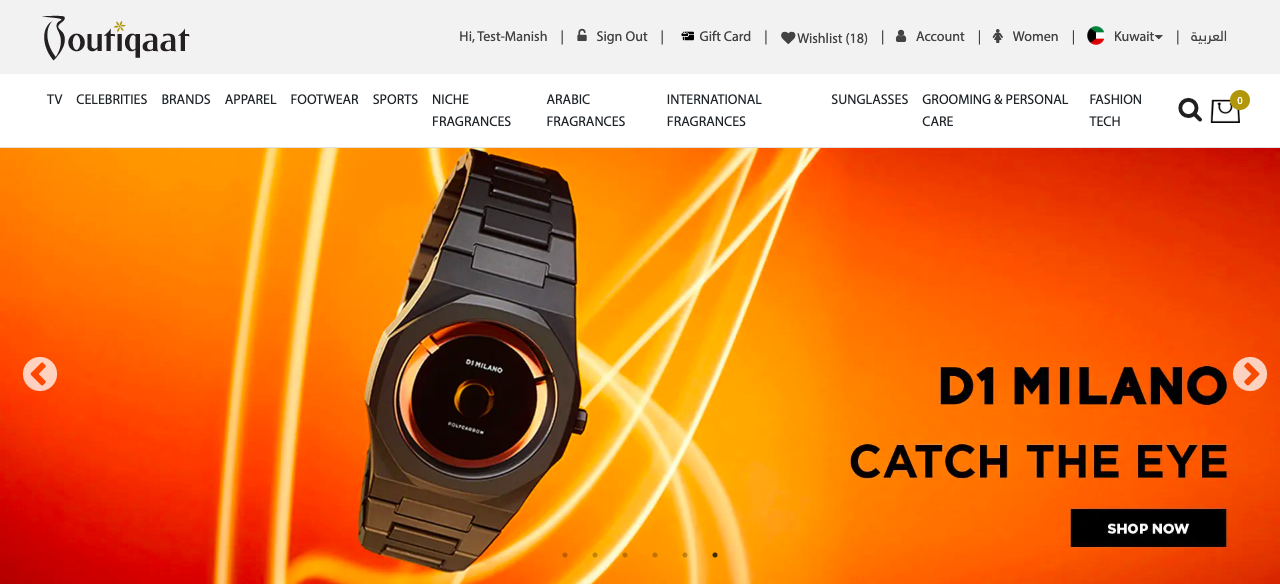 Boutiqaat
Hi, Test-Manish | Sign Out | Gift Card | Wishlist (18) | Account | Women | Kuwait | العربية
TV CELEBRITIES BRANDS APPAREL FOOTWEAR SPORTS NICHE FRAGRANCES ARABIC FRAGRANCES INTERNATIONAL FRAGRANCES SUNGLASSES GROOMING & PERSONAL CARE FASHION TECH 0
D1 MILANO
POLYCARBON
D1 MILANO
CATCH THE EYE
SHOP NOW